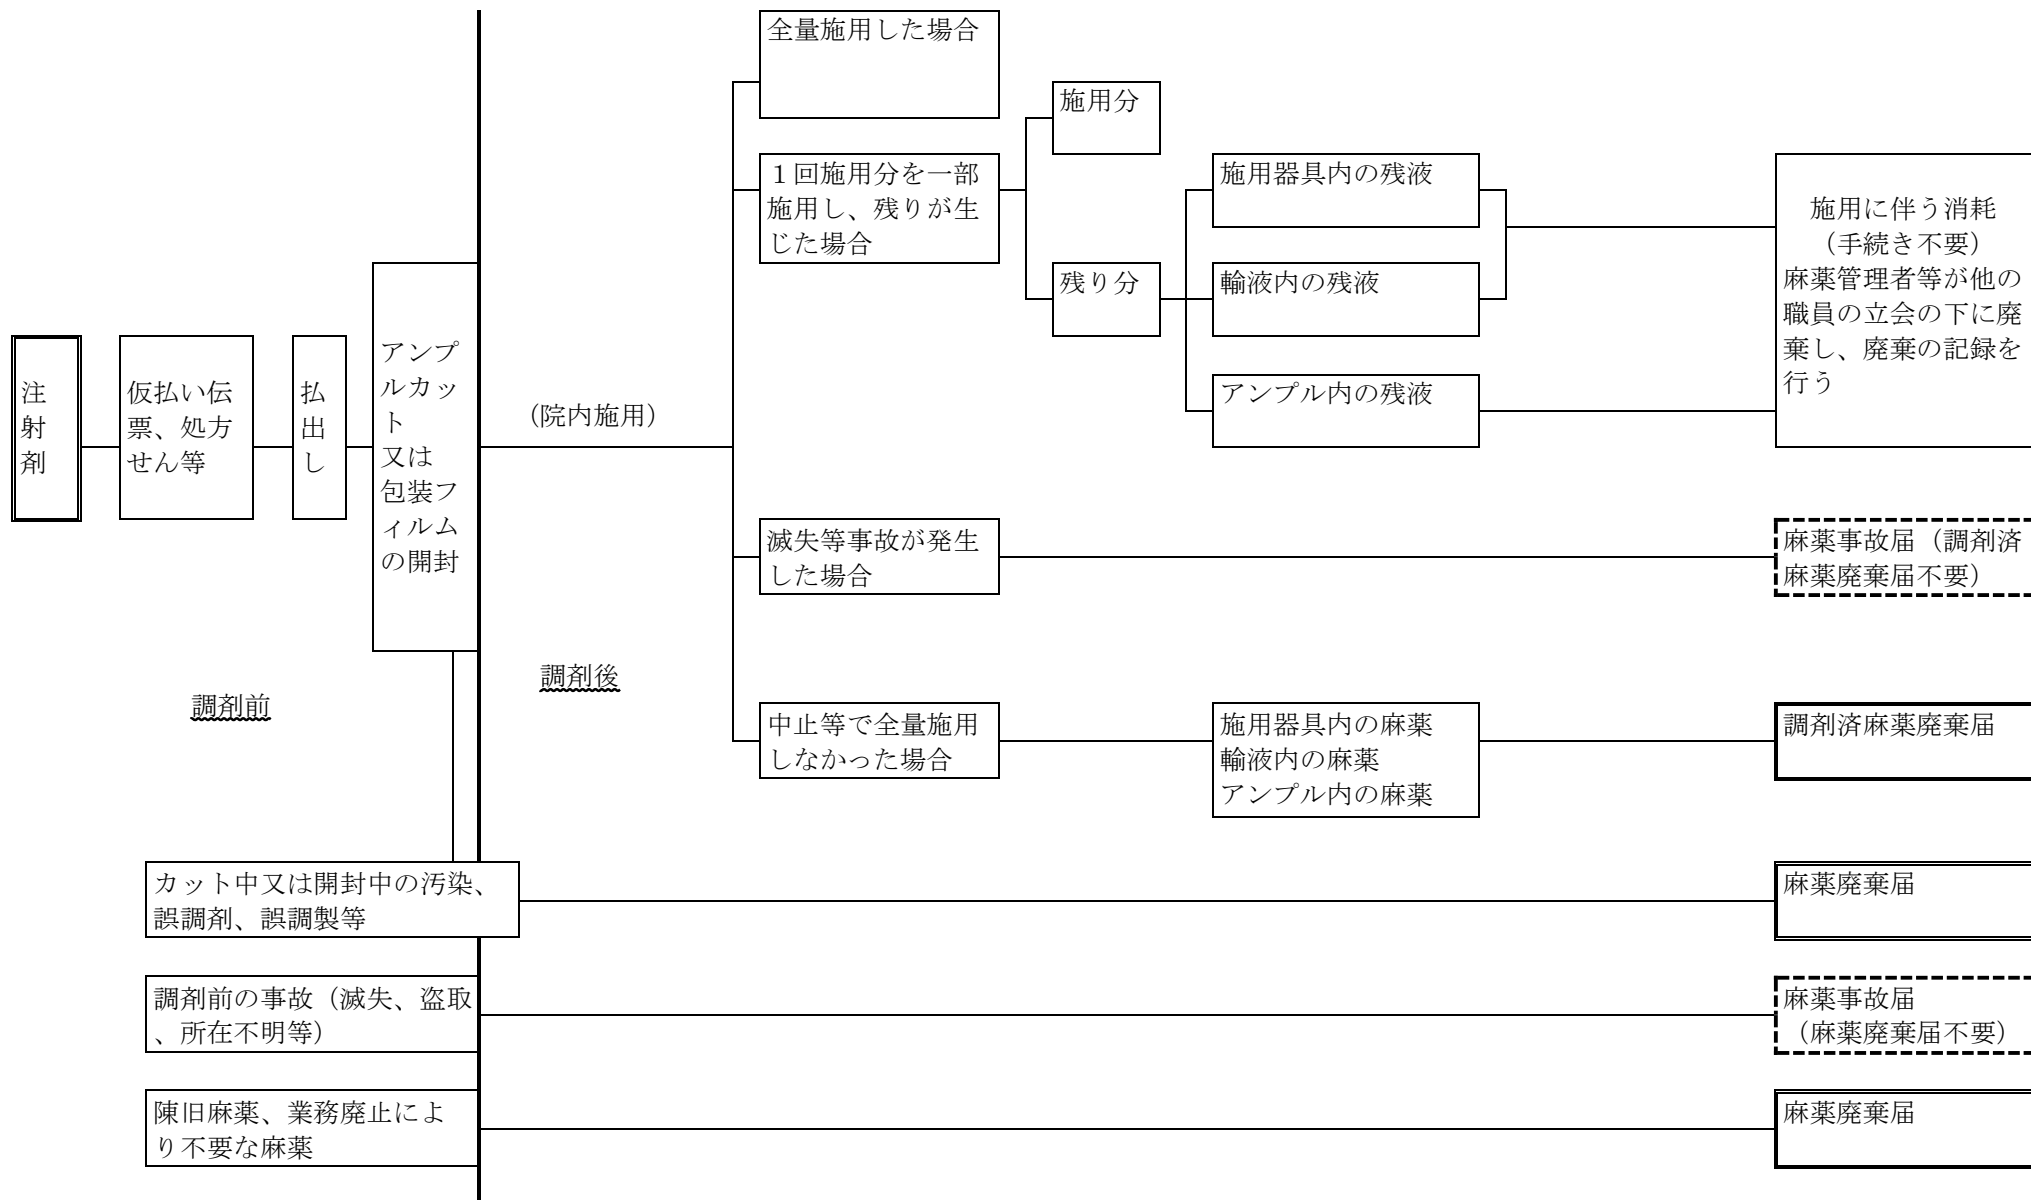 全量施用した場合
施用分
１回施用分を一部
施用し、残りが生
じた場合
残り分
施用器具内の残液
輸液内の残液
アンプル内の残液
施用に伴う消耗
（手続き不要）
麻薬管理者等が他の
職員の立会の下に廃
棄し、廃棄の記録を
行う
注
射
剤
仮払い伝
票、処方
せん等
払
出
し
アンプ
ルカッ
ト
又は
包装フ
ィルム
の開封
（院内施用）
滅失等事故が発生
した場合
麻薬事故届（調剤済
麻薬廃棄届不要）
調剤前
調剤後
中止等で全量施用
しなかった場合
施用器具内の麻薬
輸液内の麻薬
アンプル内の麻薬
調剤済麻薬廃棄届
カット中又は開封中の汚染、
誤調剤、誤調製等
麻薬廃棄届
調剤前の事故（滅失、盗取
、所在不明等）
麻薬事故届
（麻薬廃棄届不要）
陳旧麻薬、業務廃止によ
り不要な麻薬
麻薬廃棄届